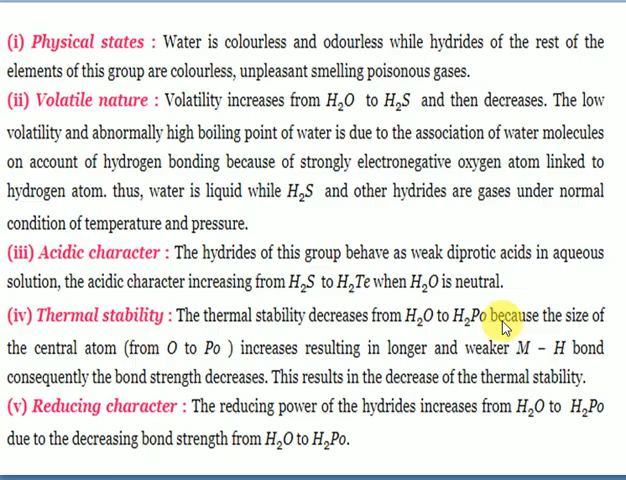 (i) Physical states : Water is colourless and odourless while hydrides of the rest of the
elements of this group are colourless, unpleasant smelling poisonous gases.
(ii) Volatile nature : Volatility increases from H₂O to H₂S and then decreases. The low
volatility and abnormally high boiling point of water is due to the association of water molecules
on account of hydrogen bonding because of strongly electronegative oxygen atom linked to
hydrogen atom. thus, water is liquid while H₂S and other hydrides are gases under normal
condition of temperature and pressure.
(iii) Acidic character : The hydrides of this group behave as weak diprotic acids in aqueous
solution, the acidic character increasing from H₂S to H₂Te when H₂O is neutral.
(iv) Thermal stability : The thermal stability decreases from H₂O to H₂Po because the size of
the central atom (from O to Po ) increases resulting in longer and weaker M – H bond
consequently the bond strength decreases. This results in the decrease of the thermal stability.
(v) Reducing character : The reducing power of the hydrides increases from H₂O to H₂Po
due to the decreasing bond strength from H₂O to H₂Po.